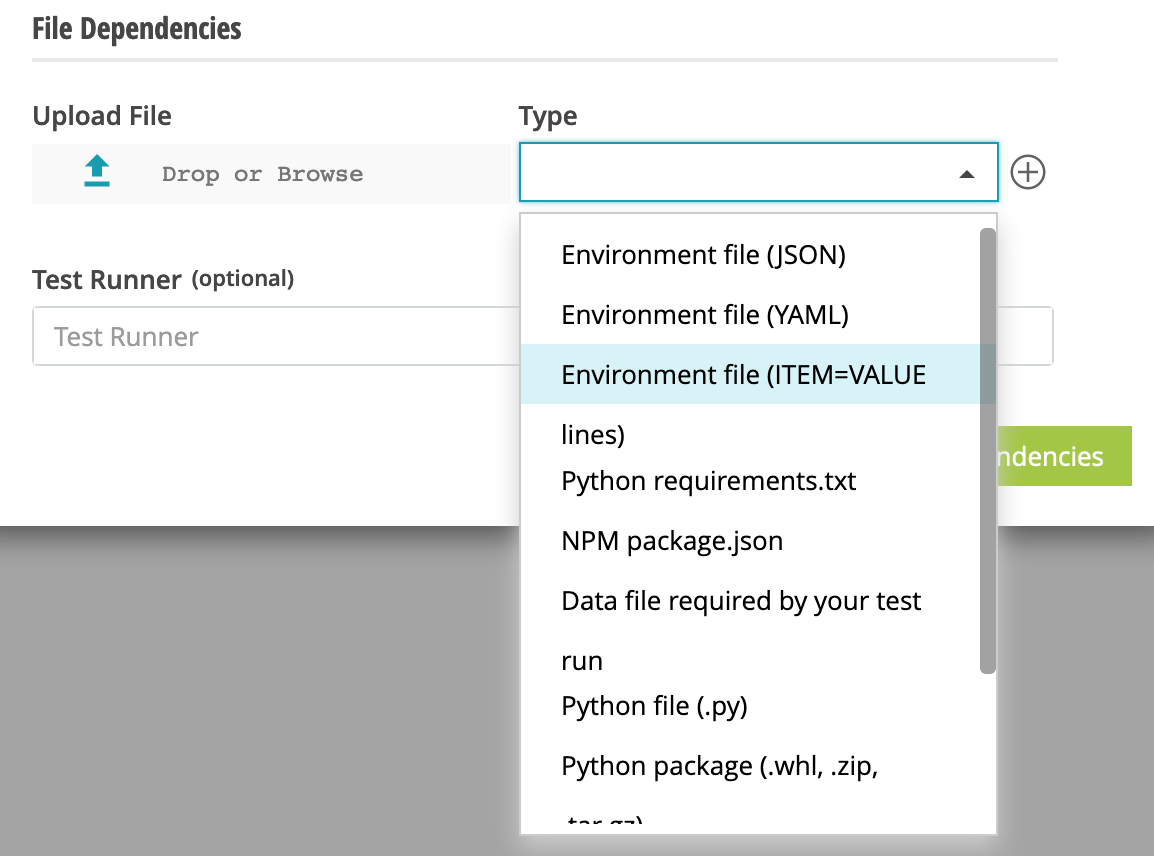 File Dependencies
Upload File
Type
Drop or Browse
Test Runner (optional)
Test Runner
Environment file (JSON)
Environment file (YAML)
Environment file (ITEM=VALUE
lines)
Python requirements.txt
NPM package.json
Data file required by your test
run
Python file (.py)
Python package (.whl, .zip,
.tar.gz)
ndencies